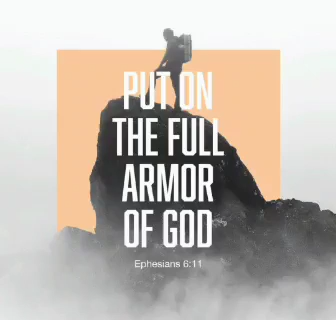 PUT ON
THE FULL
ARMOR
OF GOD
Ephesians 6:11